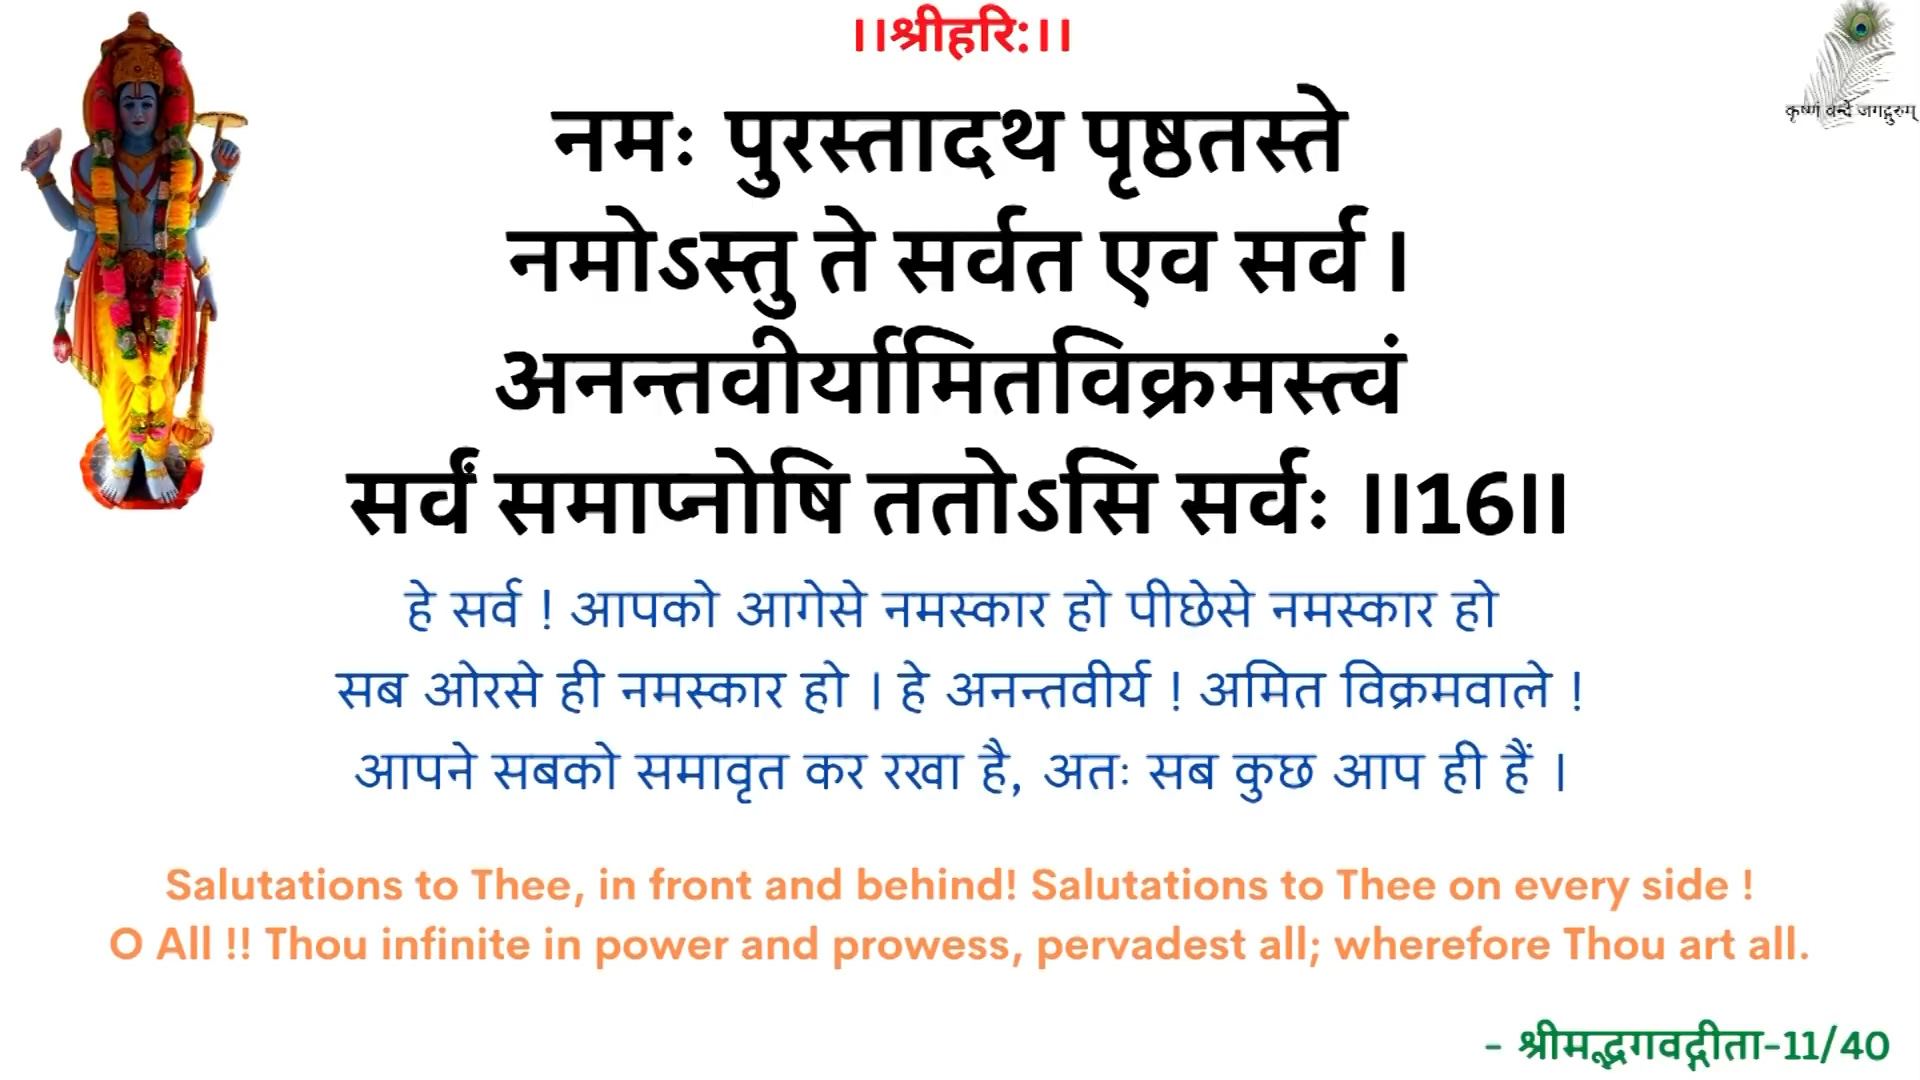 ।।श्रीहरि:।।
कृष्णं वन्दे जगद्गुरुम्
नमः पुरस्तादथ पृष्ठतस्ते
नमोऽस्तु ते सर्वत एव सर्व ।
अनन्तवीर्यामितविक्रमस्त्वं
सर्वं समाप्नोषि ततोऽसि सर्वः ॥16॥
हे सर्व ! आपको आगेसे नमस्कार हो पीछेसे नमस्कार हो
सब ओरसे ही नमस्कार हो । हे अनन्तवीर्य ! अमित विक्रमवाले !
आपने सबको समावृत कर रखा है, अतः सब कुछ आप ही हैं ।
Salutations to Thee, in front and behind! Salutations to Thee on every side !
O All !! Thou infinite in power and prowess, pervadest all; wherefore Thou art all.
- श्रीमद्भगवद्गीता-11/40